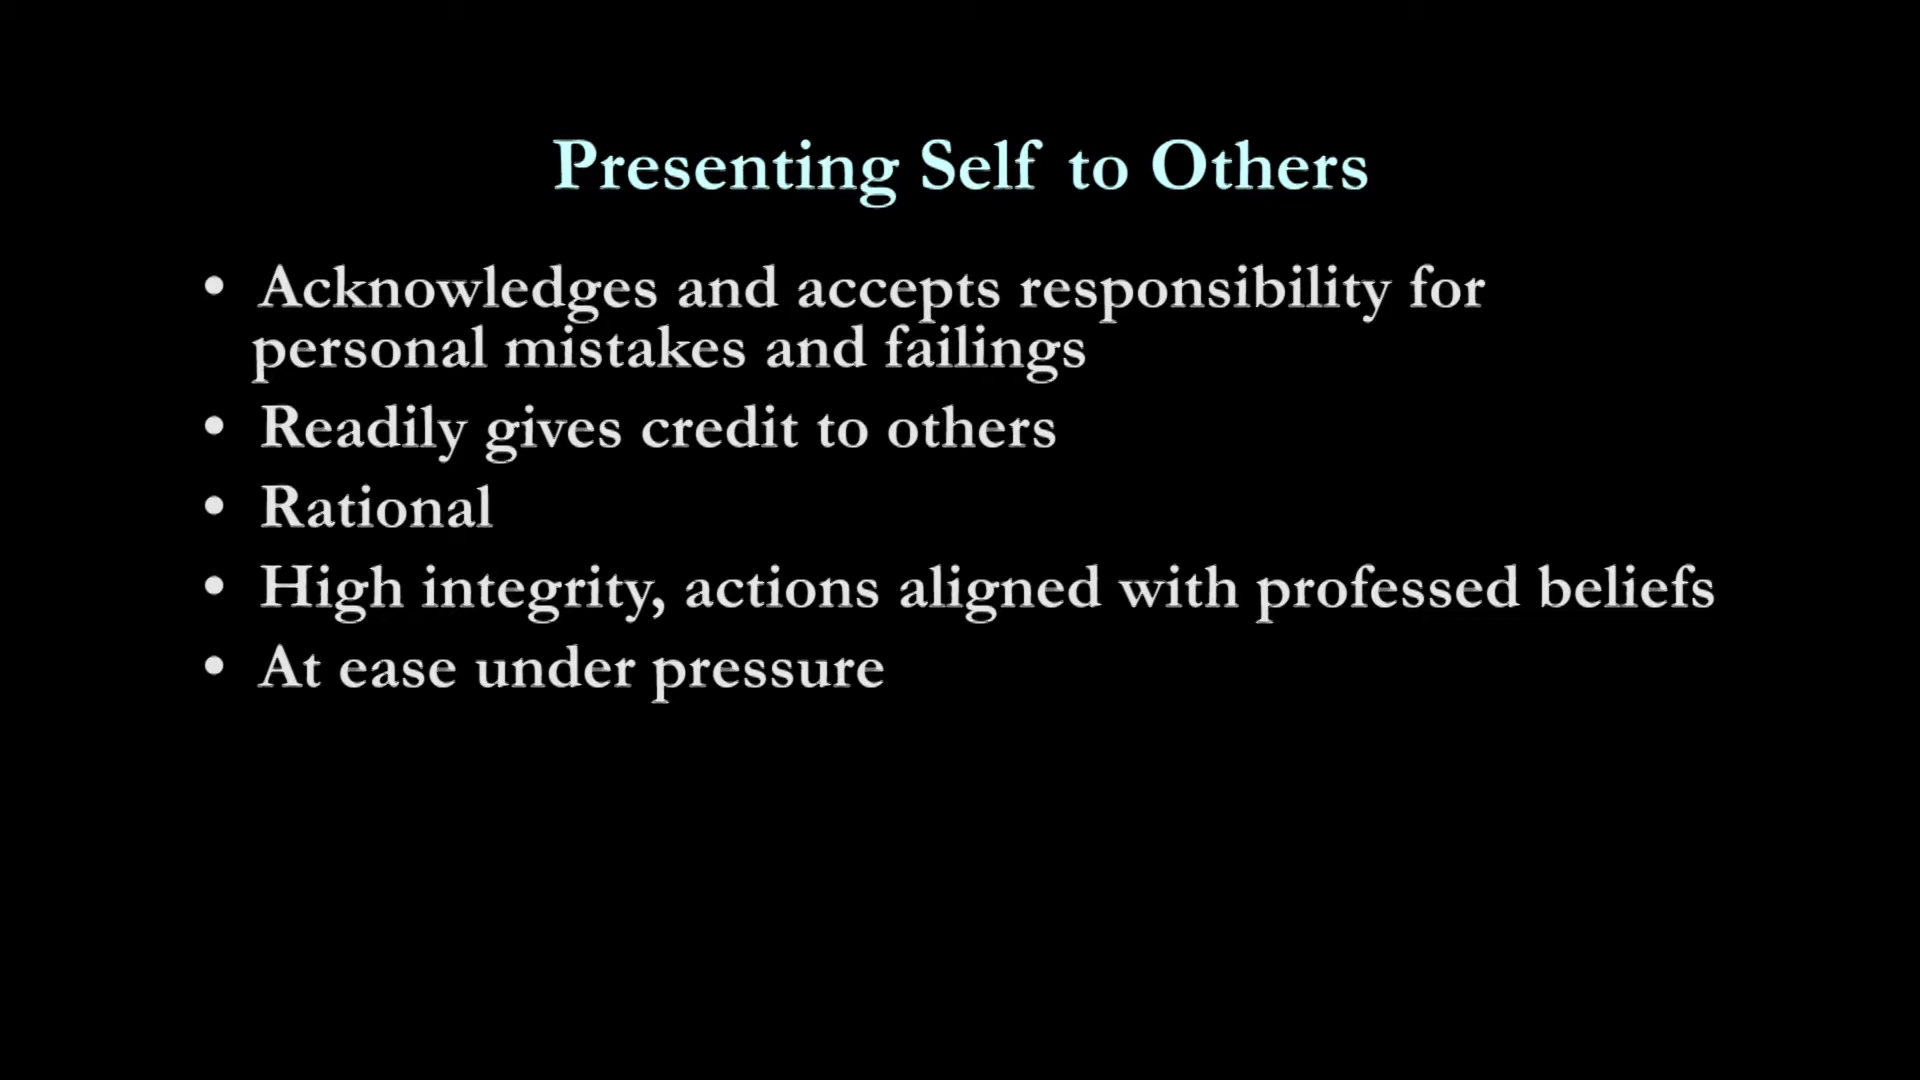 Presenting Self to Others
• Acknowledges and accepts responsibility for
personal mistakes and failings
• Readily gives credit to others
• Rational
• High integrity, actions aligned with professed beliefs
• At ease under pressure